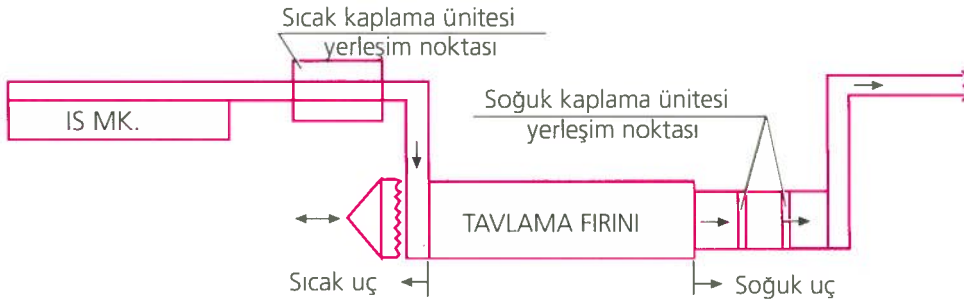 Sıcak kaplama ünitesi
yerleşim noktası
IS MK.
Soğuk kaplama ünitesi
yerleşim noktası
TAVLAMA FIRINI
Sıcak uç
Soğuk uç